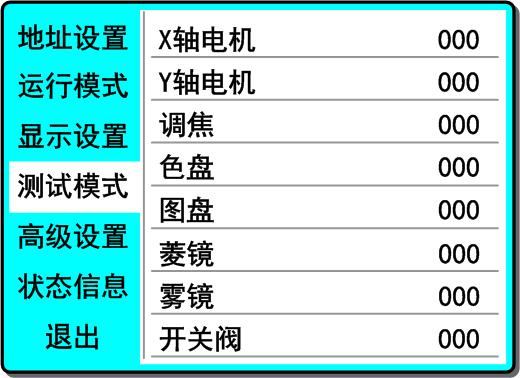 地址设置
运行模式
显示设置
测试模式
高级设置
状态信息
退出
X轴电机 000
Y轴电机 000
调焦 000
色盘 000
图盘 000
菱镜 000
雾镜 000
开关阀 000